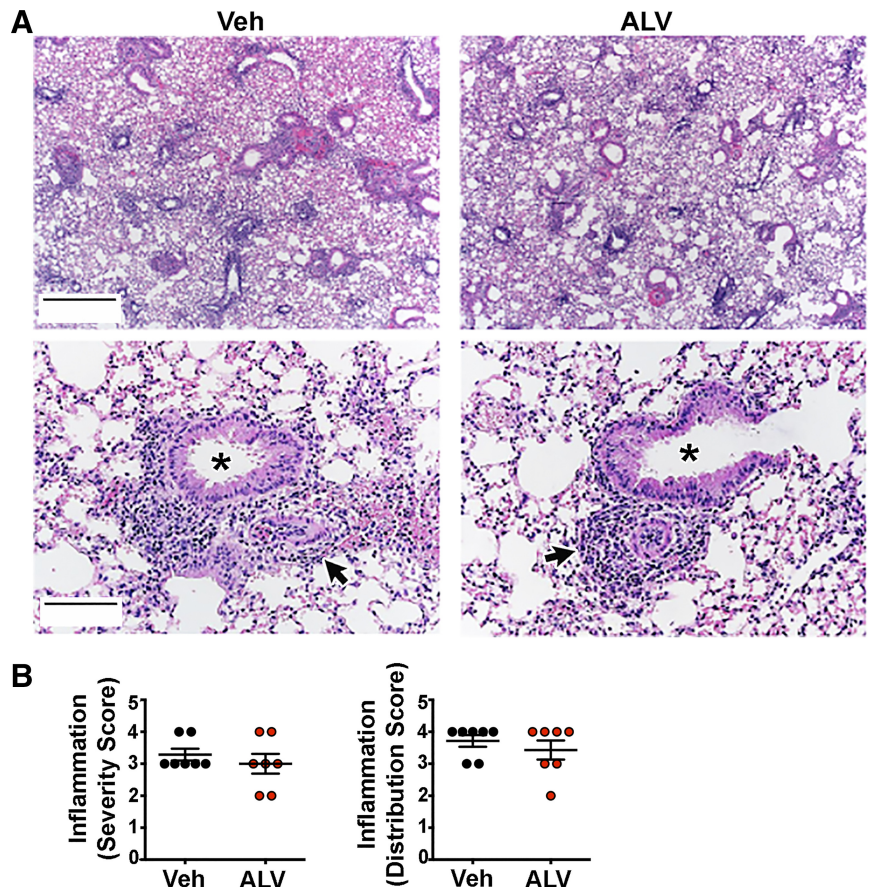 A
Veh
ALV
*
*
B
Inflammation
(Severity Score)
5
4
3
2
1
0
Veh
ALV
Inflammation
(Distribution Score)
5
4
3
2
1
0
Veh
ALV